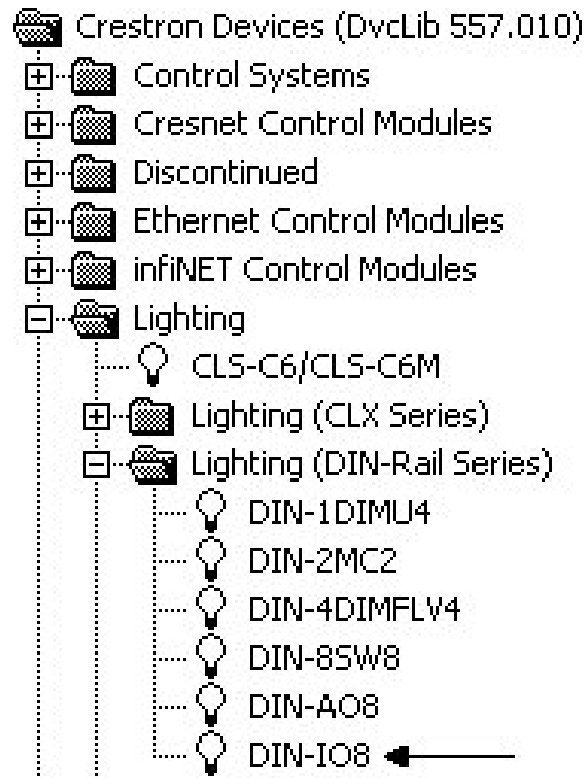 Crestron Devices (DvcLib 557.010)
Control Systems
Cresnet Control Modules
Discontinued
Ethernet Control Modules
infiNET Control Modules
Lighting
CLS-C6/CLS-C6M
Lighting (CLX Series)
Lighting (DIN-Rail Series)
DIN-1DIMU4
DIN-2MC2
DIN-4DIMFLV4
DIN-8SW8
DIN-AO8
DIN-IO8